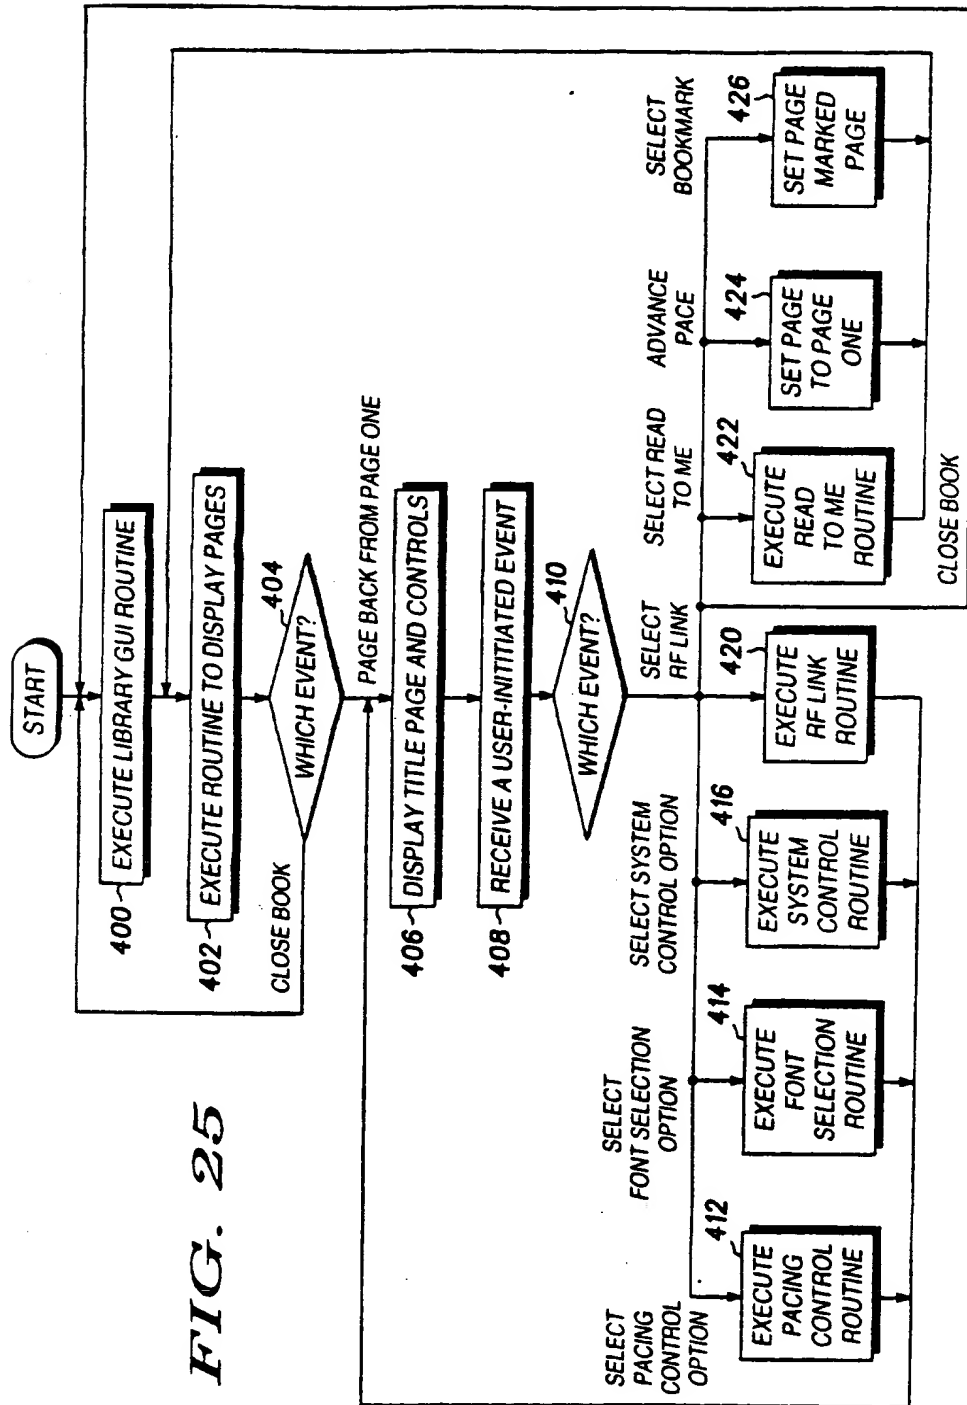 FIG. 25
START
400
EXECUTE LIBRARY GUI ROUTINE
402
EXECUTE ROUTINE TO DISPLAY PAGES
404
WHICH EVENT?
CLOSE BOOK
PAGE BACK FROM PAGE ONE
406
DISPLAY TITLE PAGE AND CONTROLS
408
RECEIVE A USER-INITITIATED EVENT
410
WHICH EVENT?
SELECT
PACING
CONTROL
OPTION
412
EXECUTE
PACING
CONTROL
ROUTINE
SELECT
FONT SELECTION
OPTION
414
EXECUTE
FONT
SELECTION
ROUTINE
SELECT SYSTEM
CONTROL OPTION
416
EXECUTE
SYSTEM
CONTROL
ROUTINE
SELECT
RF LINK
420
EXECUTE
RF LINK
ROUTINE
CLOSE BOOK
SELECT READ
TO ME
422
EXECUTE
READ
TO ME
ROUTINE
ADVANCE
PACE
424
SET PAGE
TO PAGE
ONE
SELECT
BOOKMARK
426
SET PAGE
MARKED
PAGE